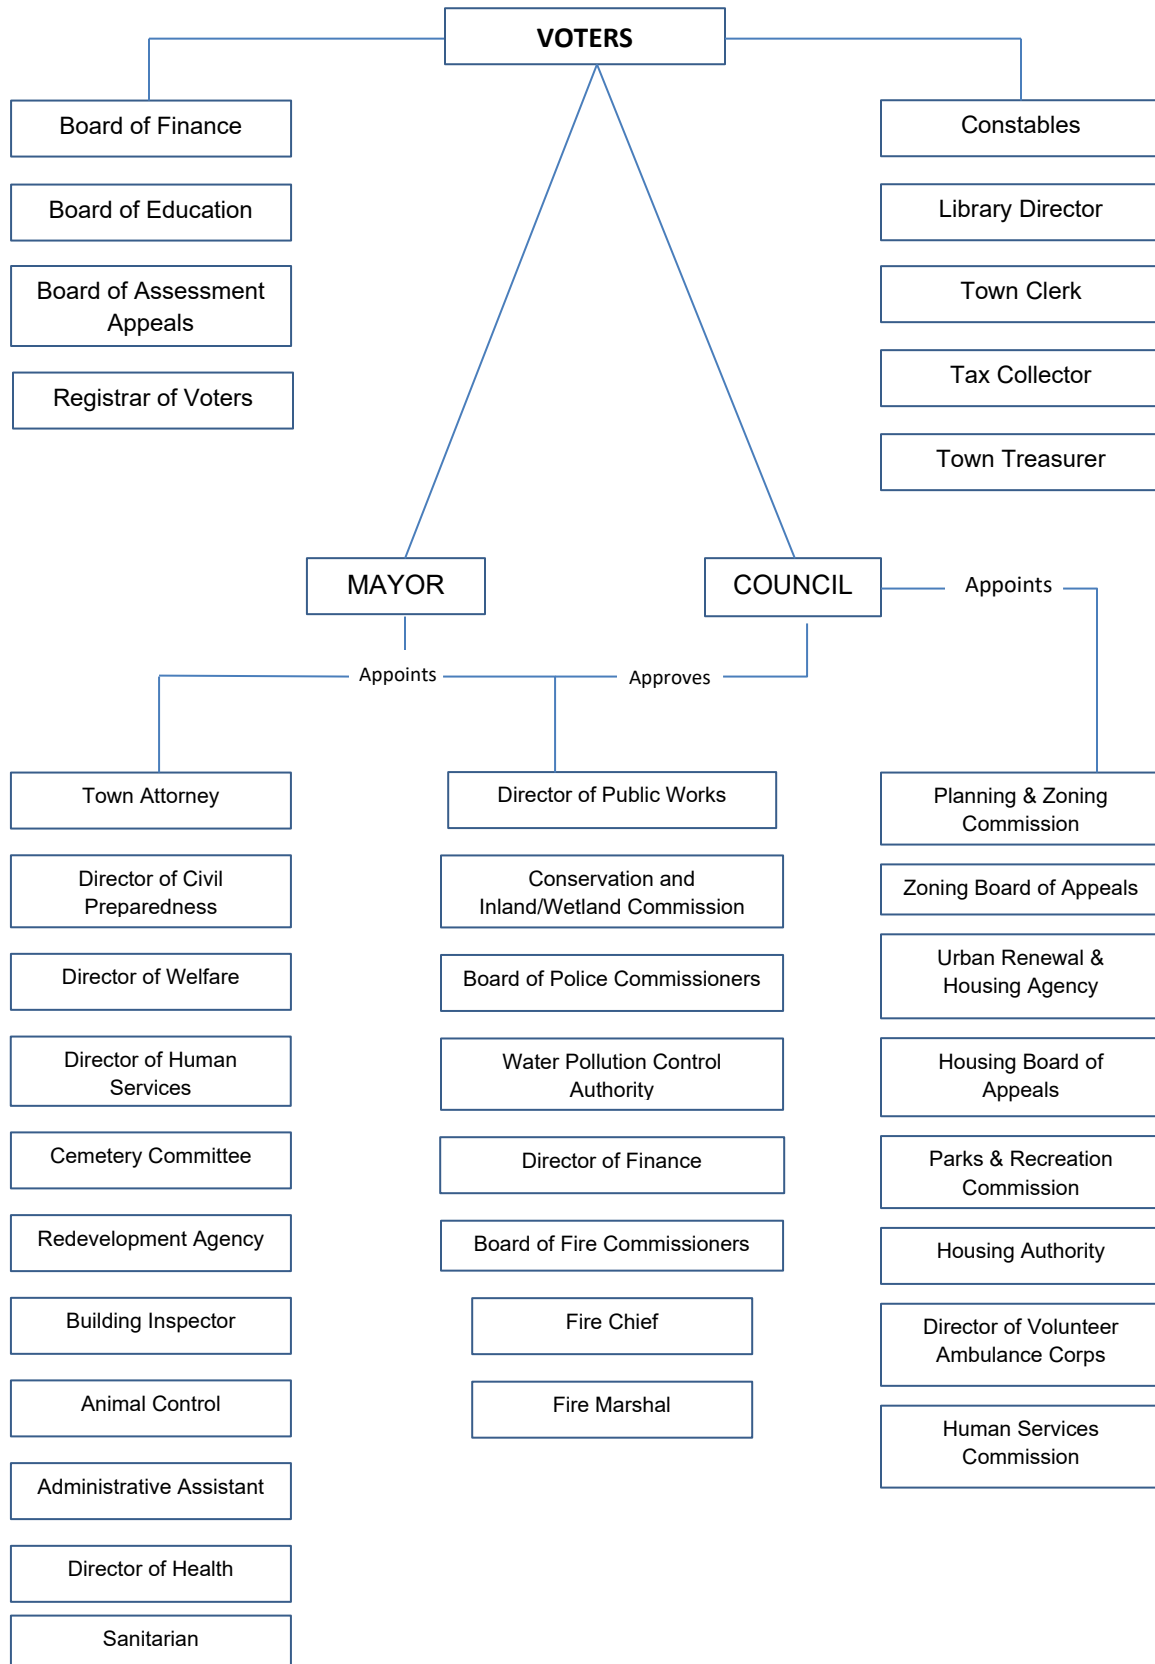 VOTERS
Board of Finance
Board of Education
Board of Assessment
Appeals
Registrar of Voters
Constables
Library Director
Town Clerk
Tax Collector
Town Treasurer
MAYOR
COUNCIL
Appoints
Appoints
Approves
Town Attorney
Director of Civil
Preparedness
Director of Welfare
Director of Human
Services
Cemetery Committee
Redevelopment Agency
Building Inspector
Animal Control
Administrative Assistant
Director of Health
Sanitarian
Director of Public Works
Conservation and
Inland/Wetland Commission
Board of Police Commissioners
Water Pollution Control
Authority
Director of Finance
Board of Fire Commissioners
Fire Chief
Fire Marshal
Planning & Zoning
Commission
Zoning Board of Appeals
Urban Renewal &
Housing Agency
Housing Board of
Appeals
Parks & Recreation
Commission
Housing Authority
Director of Volunteer
Ambulance Corps
Human Services
Commission